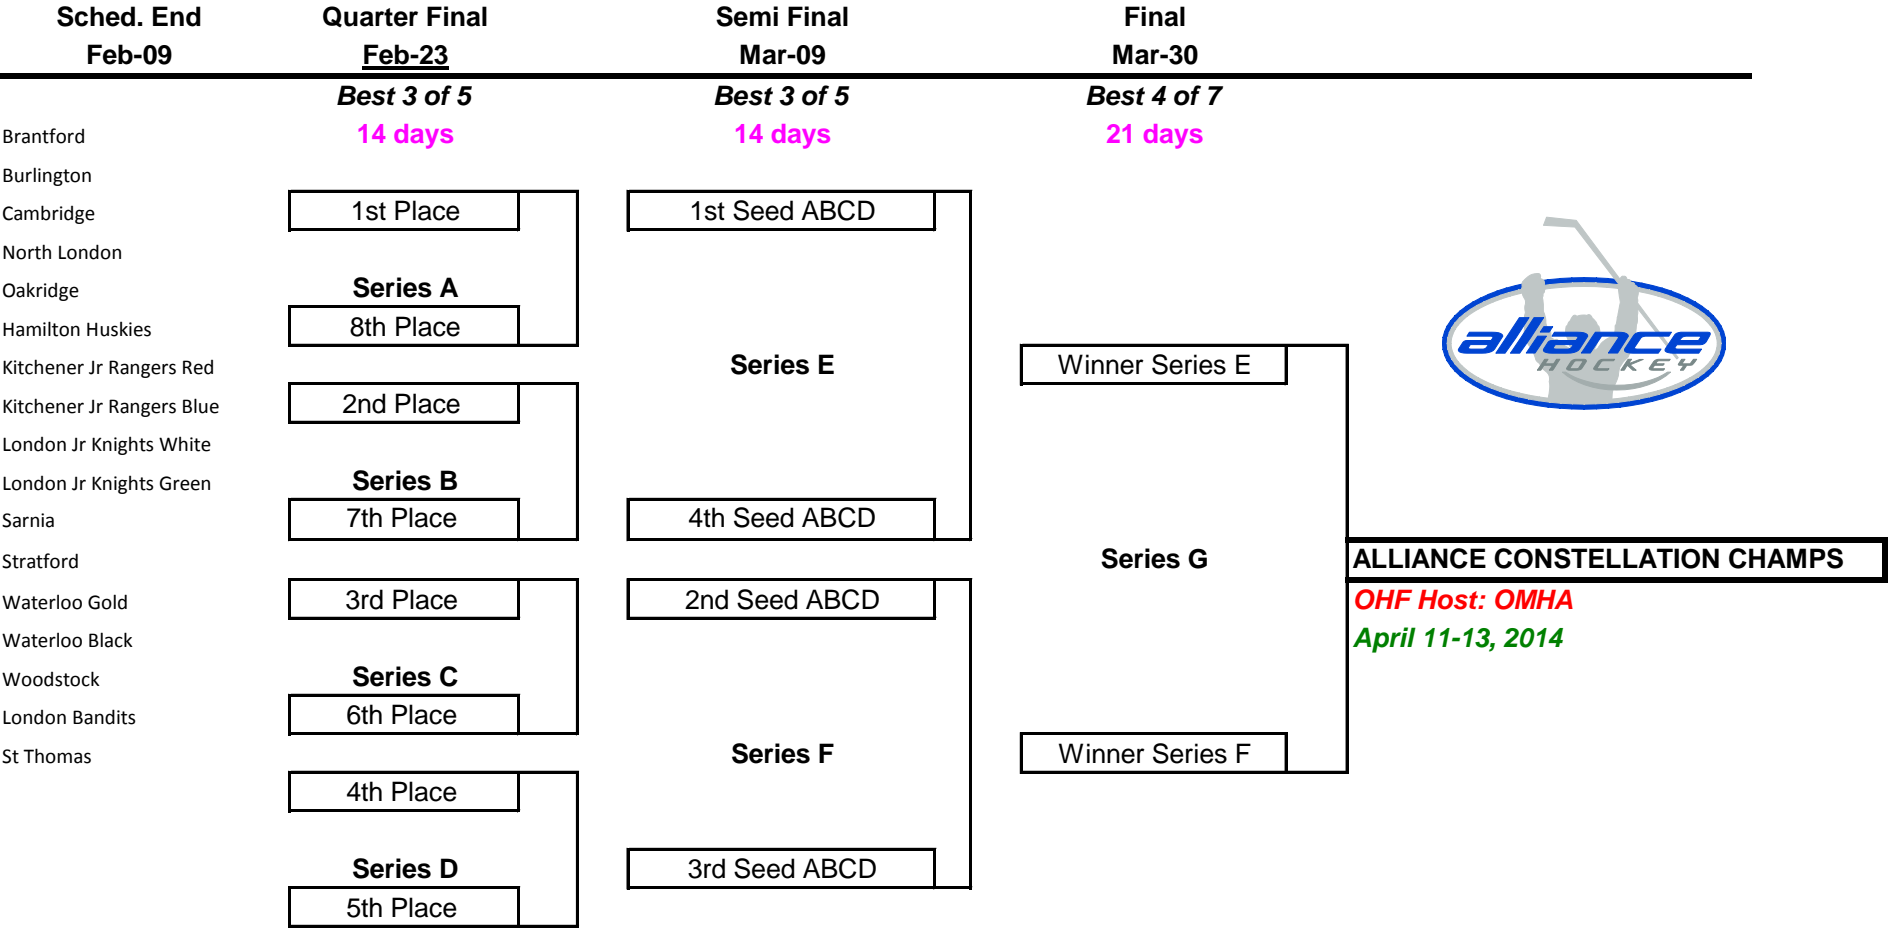 Sched. End Quarter Final Semi Final Final
Feb-09 Feb-23 Mar-09 Mar-30
Best 3 of 5 Best 3 of 5 Best 4 of 7
Brantford 14 days 14 days 21 days
Burlington
Cambridge 1st Place 1st Seed ABCD
North London
Oakridge Series A
Hamilton Huskies 8th Place
Kitchener Jr Rangers Red Series E Winner Series E
Kitchener Jr Rangers Blue 2nd Place
London Jr Knights White
London Jr Knights Green Series B
Sarnia 7th Place 4th Seed ABCD
Stratford Series G ALLIANCE CONSTELLATION CHAMPS
Waterloo Gold 3rd Place 2nd Seed ABCD OHF Host: OMHA
Waterloo Black April 11-13, 2014
Woodstock Series C
London Bandits 6th Place
St Thomas Series F Winner Series F
4th Place
Series D 3rd Seed ABCD
5th Place
alliance
HOCKEY